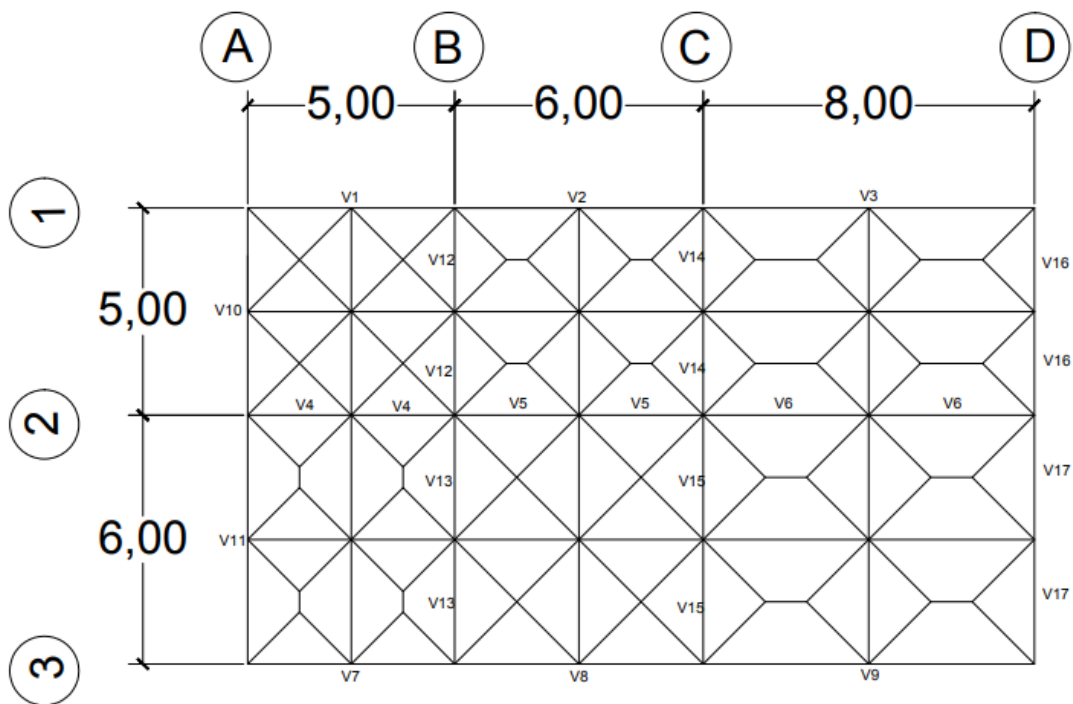 A B C D
5,00 6,00 8,00
V1 V2 V3
1
V12 V14 V16
5,00
V10
V12 V14 V16
V4 V4 V5 V5 V6 V6
2
V13 V15 V17
6,00
V11
V13 V15 V17
3
V7 V8 V9